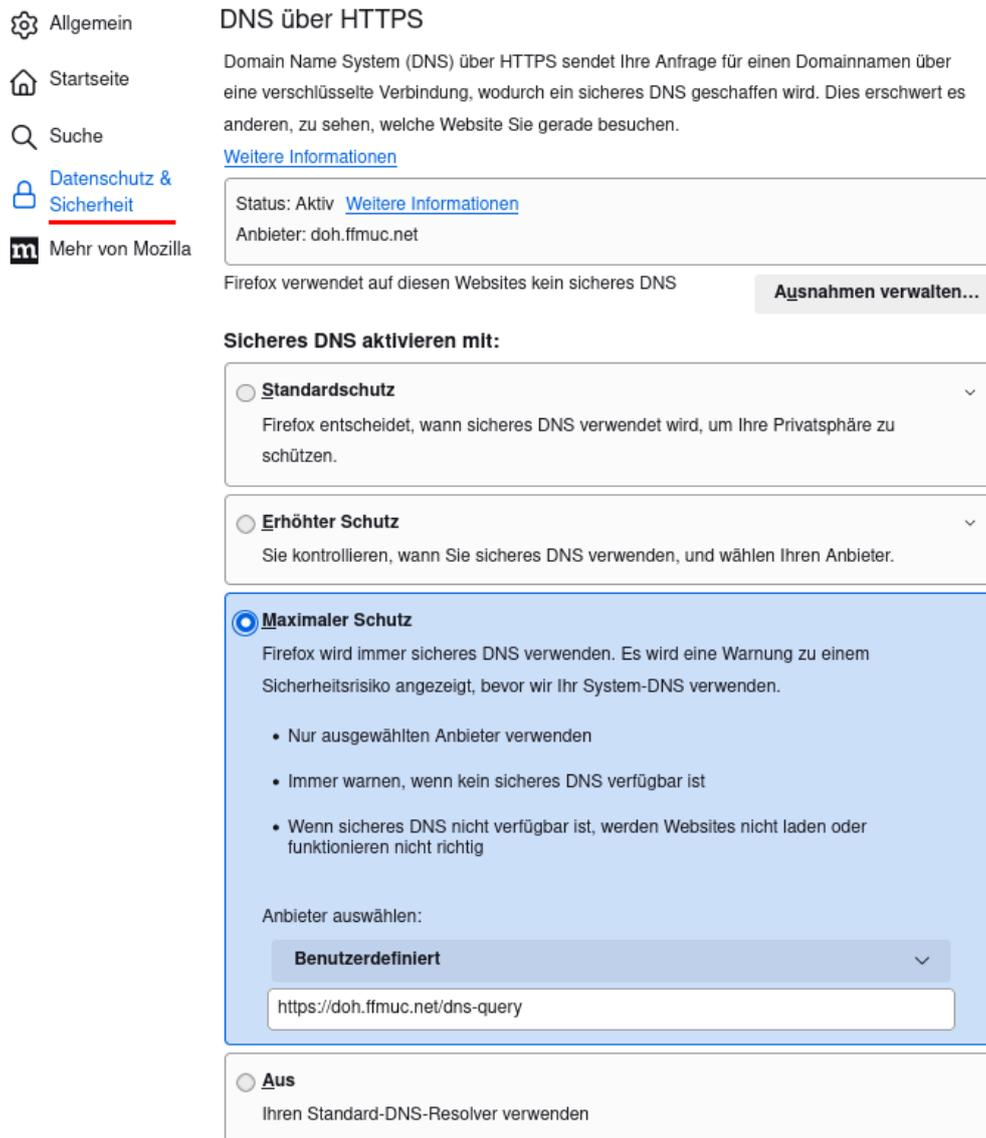 Allgemein
Startseite
Suche
Datenschutz &
Sicherheit
m Mehr von Mozilla
DNS über HTTPS
Domain Name System (DNS) über HTTPS sendet Ihre Anfrage für einen Domainnamen über
eine verschlüsselte Verbindung, wodurch ein sicheres DNS geschaffen wird. Dies erschwert es
anderen, zu sehen, welche Website Sie gerade besuchen.
Weitere Informationen
Status: Aktiv Weitere Informationen
Anbieter: doh.ffmuc.net
Firefox verwendet auf diesen Websites kein sicheres DNS
Ausnahmen verwalten…
Sicheres DNS aktivieren mit:
Standardschutz
Firefox entscheidet, wann sicheres DNS verwendet wird, um Ihre Privatsphäre zu
schützen.
Erhöhter Schutz
Sie kontrollieren, wann Sie sicheres DNS verwenden, und wählen Ihren Anbieter.
Maximaler Schutz
Firefox wird immer sicheres DNS verwenden. Es wird eine Warnung zu einem
Sicherheitsrisiko angezeigt, bevor wir Ihr System-DNS verwenden.
• Nur ausgewählten Anbieter verwenden
• Immer warnen, wenn kein sicheres DNS verfügbar ist
• Wenn sicheres DNS nicht verfügbar ist, werden Websites nicht laden oder
funktionieren nicht richtig
Anbieter auswählen:
Benutzerdefiniert
https://doh.ffmuc.net/dns-query
Aus
Ihren Standard-DNS-Resolver verwenden